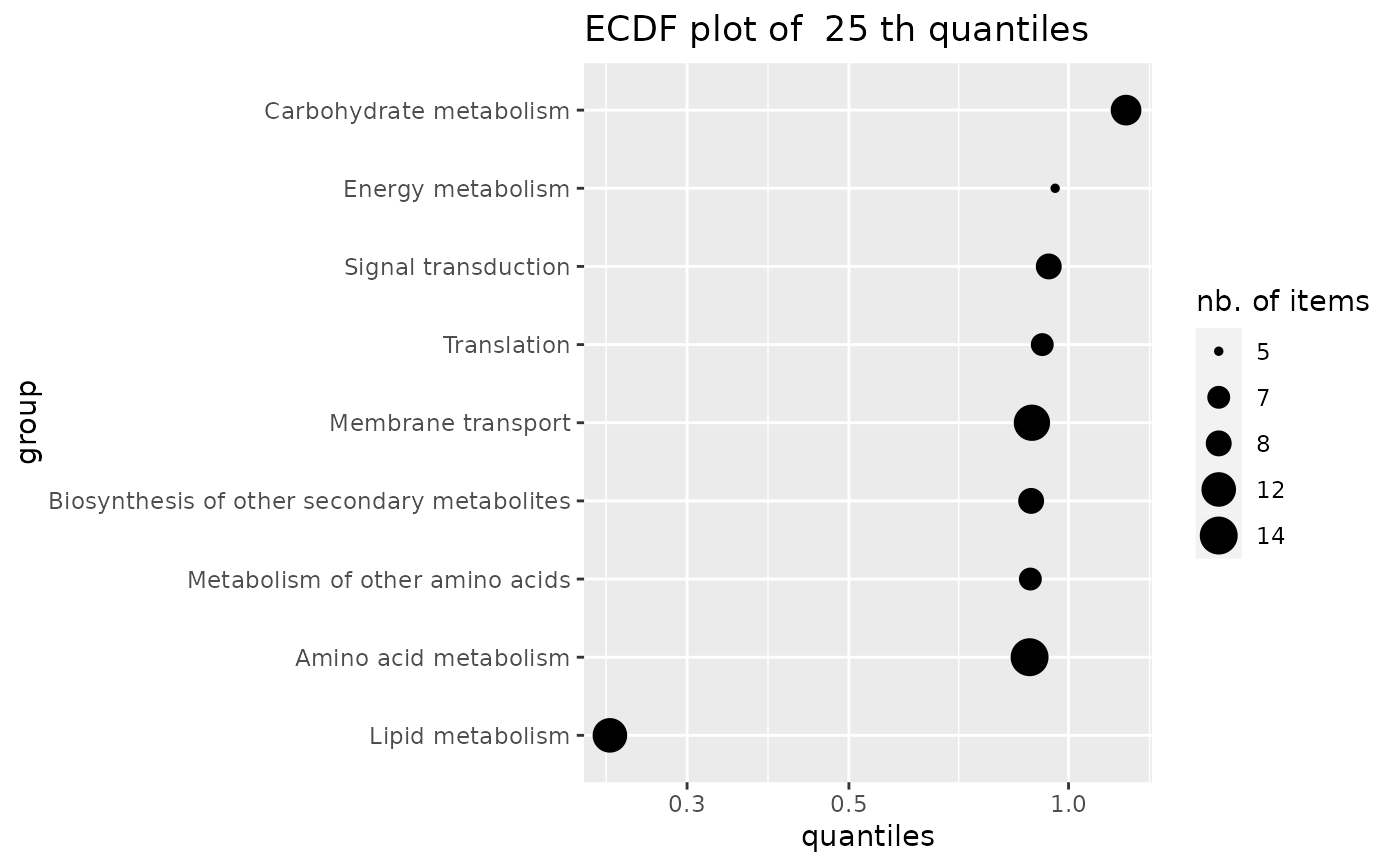 ECDF plot of  25 th quantiles
Carbohydrate metabolism
Energy metabolism
Signal transduction
Translation
Membrane transport
Biosynthesis of other secondary metabolites
Metabolism of other amino acids
Amino acid metabolism
Lipid metabolism
group
0.3
0.5
1.0
quantiles
nb. of items
5
7
8
12
14